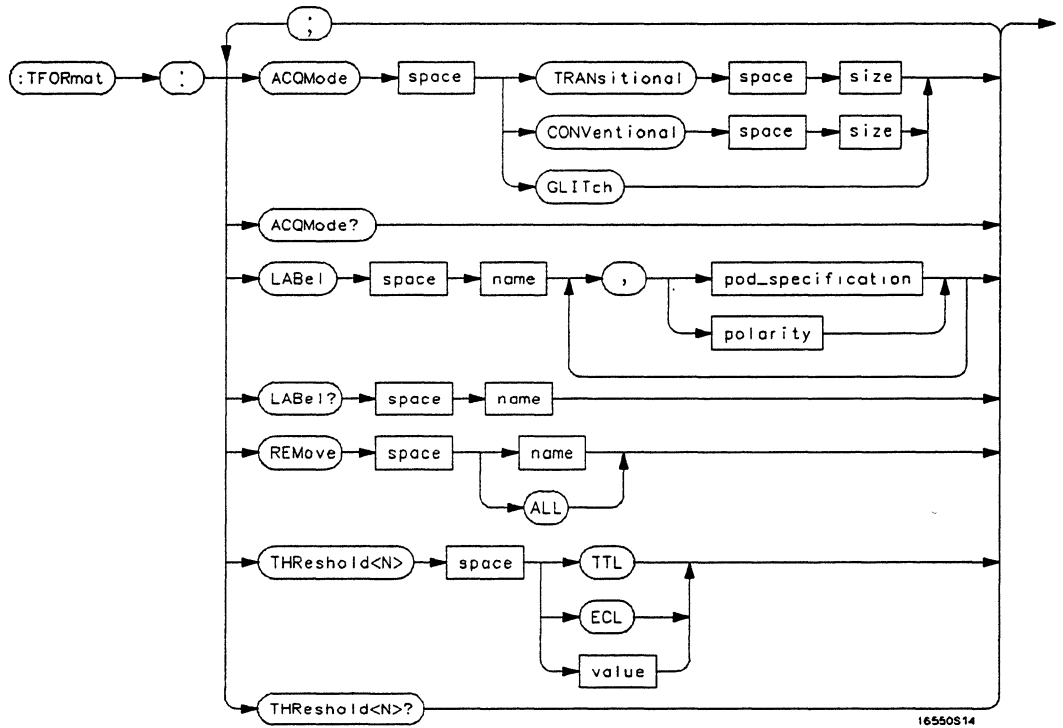 ;
:TFORmat : ACQMode space TRANsitional space size
CONVentional space size
GLITch
ACQMode?
LABel space name , pod_specification
polarity
LABel? space name
REMove space name
ALL
THReshold<N> space TTL
ECL
value
THReshold<N>?
16550S14